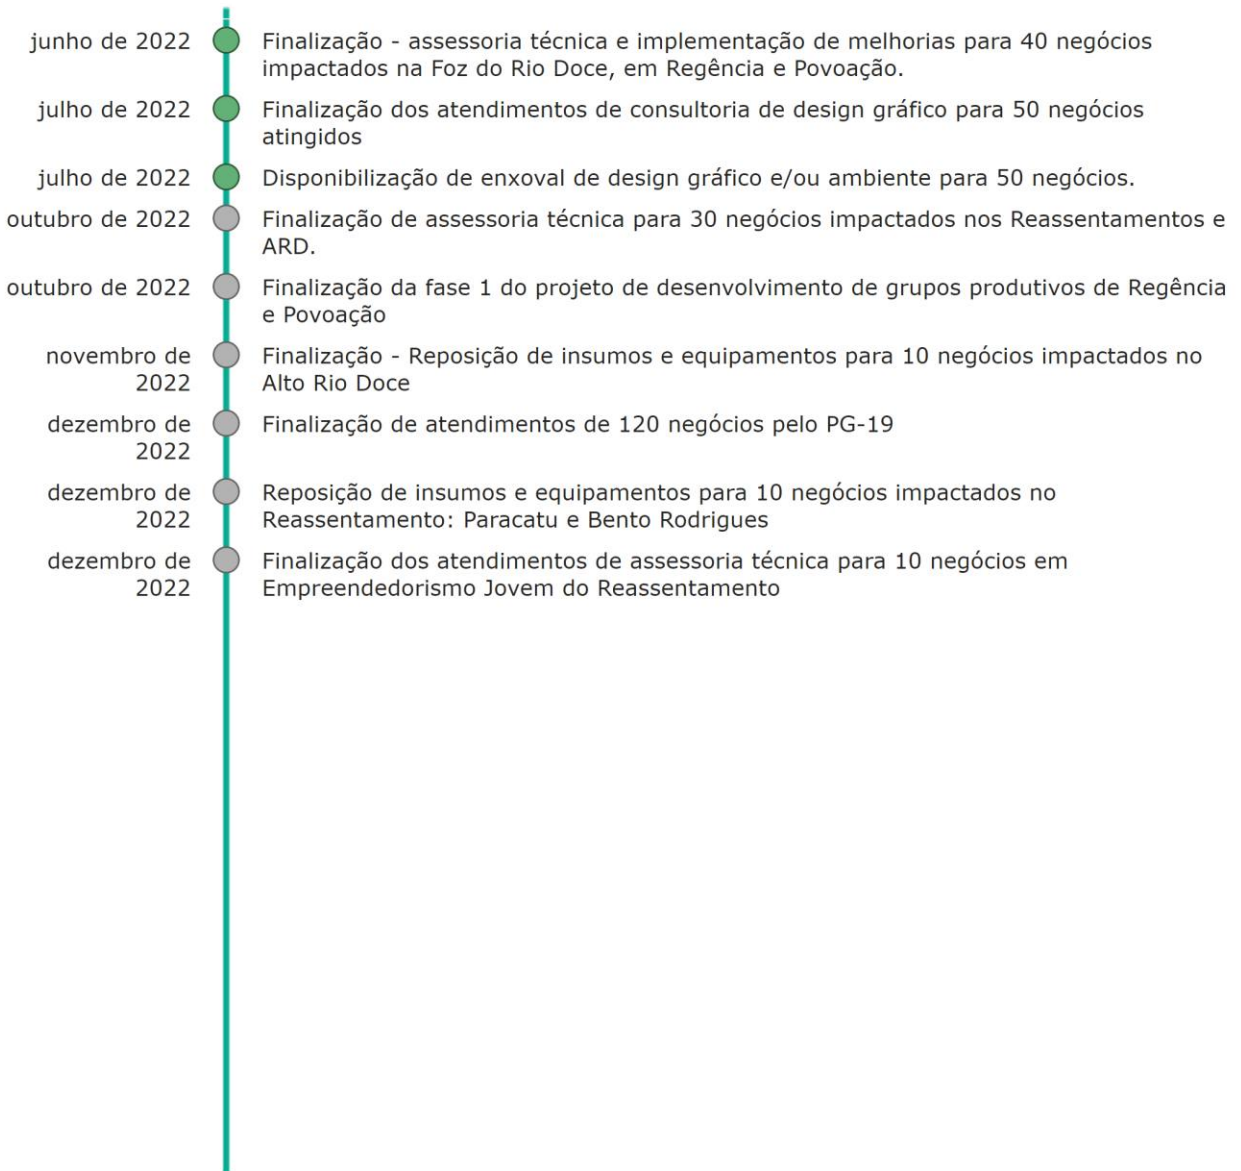 junho de 2022
Finalização - assessoria técnica e implementação de melhorias para 40 negócios
impactados na Foz do Rio Doce, em Regência e Povoação.
julho de 2022
Finalização dos atendimentos de consultoria de design gráfico para 50 negócios
atingidos
julho de 2022
Disponibilização de enxoval de design gráfico e/ou ambiente para 50 negócios.
outubro de 2022
Finalização de assessoria técnica para 30 negócios impactados nos Reassentamentos e
ARD.
outubro de 2022
Finalização da fase 1 do projeto de desenvolvimento de grupos produtivos de Regência
e Povoação
novembro de
2022
Finalização - Reposição de insumos e equipamentos para 10 negócios impactados no
Alto Rio Doce
dezembro de
2022
Finalização de atendimentos de 120 negócios pelo PG-19
dezembro de
2022
Reposição de insumos e equipamentos para 10 negócios impactados no
Reassentamento: Paracatu e Bento Rodrigues
dezembro de
2022
Finalização dos atendimentos de assessoria técnica para 10 negócios em
Empreendedorismo Jovem do Reassentamento